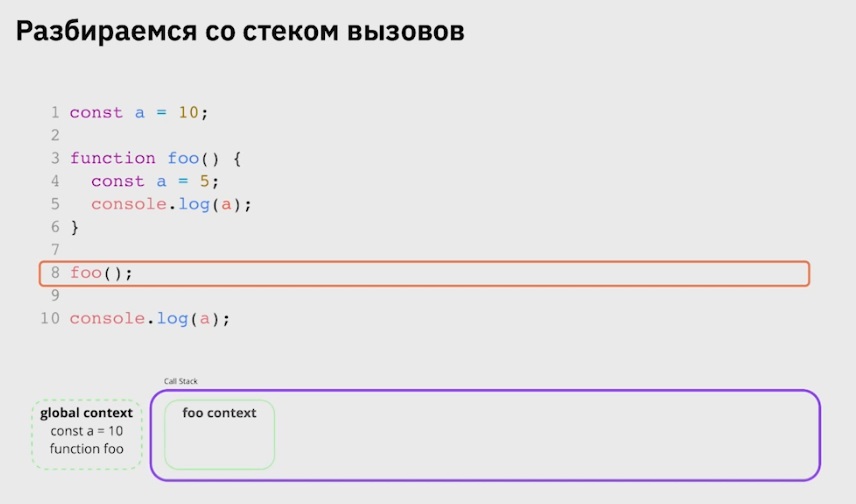 Разбираемся со стеком вызовов
1 const a = 10;
2
3 function foo() {
4   const a = 5;
5   console.log(a);
6 }
7
8 foo();
9
10 console.log(a);
Call Stack
global context
const a = 10
function foo
foo context